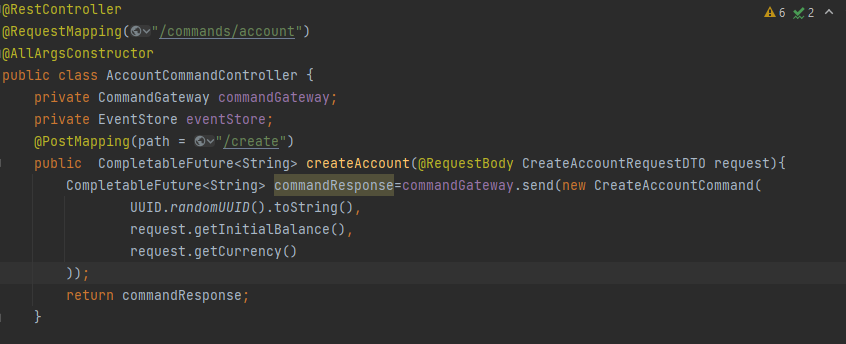 @RestController
6 2
@RequestMapping("/commands/account")
@AllArgsConstructor
public class AccountCommandController {
    private CommandGateway commandGateway;
    private EventStore eventStore;
    @PostMapping(path = "/create")
    public  CompletableFuture<String> createAccount(@RequestBody CreateAccountRequestDTO request){
        CompletableFuture<String> commandResponse=commandGateway.send(new CreateAccountCommand(
                UUID.randomUUID().toString(),
                request.getInitialBalance(),
                request.getCurrency()
        ));
        return commandResponse;
    }